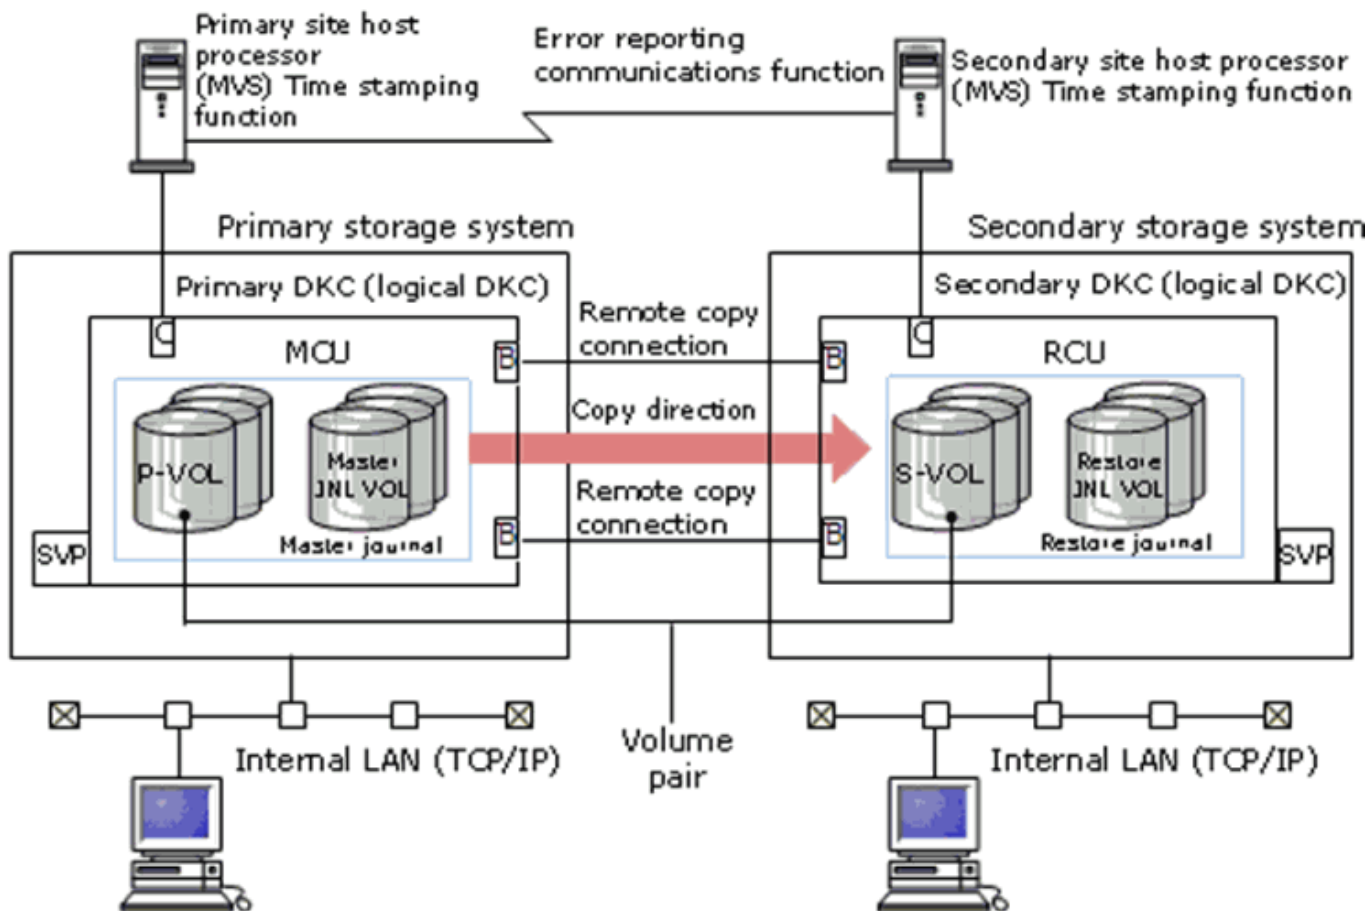 Primary site host
processor
(MVS) Time stamping
function
Error reporting
communications function
Secondary site host processor
(MVS) Time stamping function
Primary storage system
Secondary storage system
Primary DKC (logical DKC)
Secondary DKC (logical DKC)
C
MCU
B
Remote copy
connection
B
C
RCU
P-VOL
Master
JNL VOL
Copy direction
S-VOL
Restore
JNL VOL
Master journal
B
Remote copy
connection
B
Restore journal
SVP
SVP
Internal LAN (TCP/IP)
Volume
pair
Internal LAN (TCP/IP)